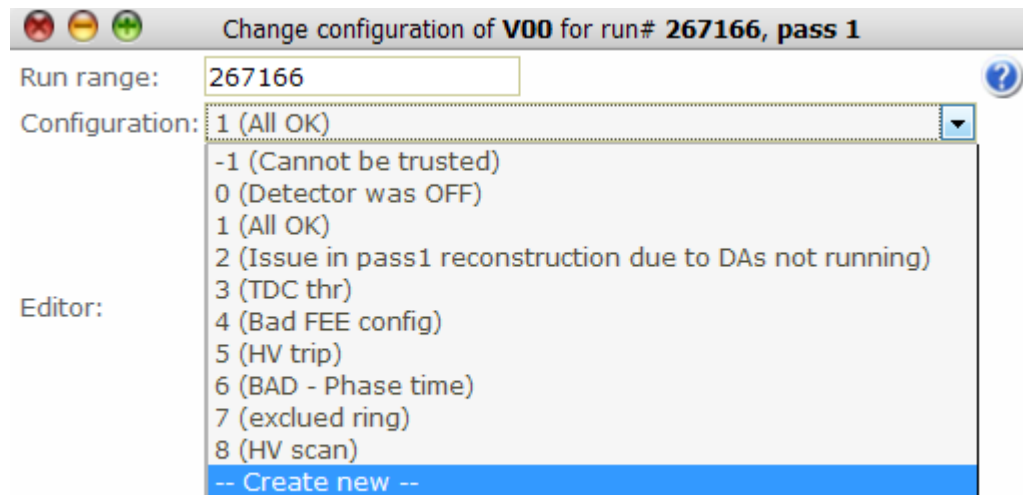 Change configuration of V00 for run# 267166, pass 1
Run range: 267166
Configuration: 1 (All OK)
-1 (Cannot be trusted)
0 (Detector was OFF)
1 (All OK)
2 (Issue in pass1 reconstruction due to DAs not running)
3 (TDC thr)
Editor:
4 (Bad FEE config)
5 (HV trip)
6 (BAD - Phase time)
7 (exclued ring)
8 (HV scan)
-- Create new --